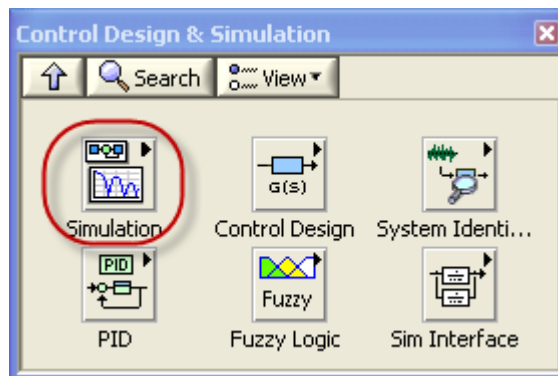 Control Design & Simulation
Search View
G(s)
Simulation Control Design System Identi...
PID Fuzzy
PID Fuzzy Logic Sim Interface